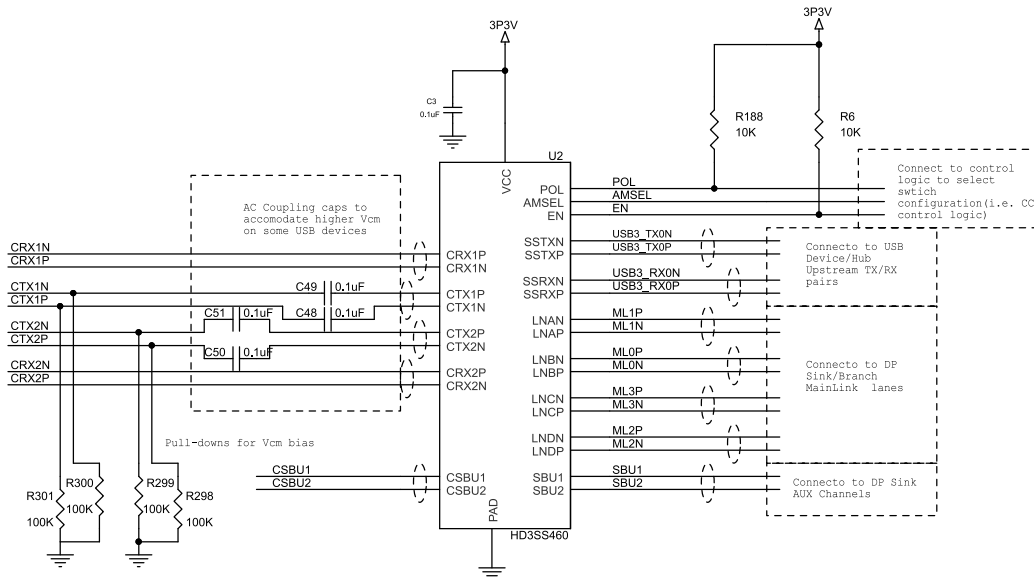 3P3V
3P3V
C3
0.1uF
R188
10K
R6
10K
U2
VCC
POL
AMSEL
EN
POL
AMSEL
EN
Connect to control
logic to select
swtich
configuration(i.e. CC
control logic)
AC Coupling caps to
accomodate higher Vcm
on some USB devices
CRX1N
CRX1P
CRX1P
CRX1N
SSTXN
SSTXP
USB3_TX0N
USB3_TX0P
Connecto to USB
Device/Hub
Upstream TX/RX
pairs
CTX1N
CTX1P
C49
0.1uF
C48
0.1uF
CTX1P
CTX1N
SSRXN
SSRXP
USB3_RX0N
USB3_RX0P
CTX2N
CTX2P
C51
0.1uF
C50
0.1uF
CTX2P
CTX2N
LNAN
LNAP
ML1P
ML1N
CRX2N
CRX2P
CRX2P
CRX2N
LNBN
LNBP
ML0P
ML0N
Connecto to DP
Sink/Branch
MainLink lanes
LNCN
LNCP
ML3P
ML3N
Pull-downs for Vcm bias
LNDN
LNDP
ML2P
ML2N
CSBU1
CSBU2
CSBU1
CSBU2
SBU1
SBU2
SBU1
SBU2
Connecto to DP Sink
AUX Channels
R301
100K
R300
100K
R299
100K
R298
100K
PAD
HD3SS460